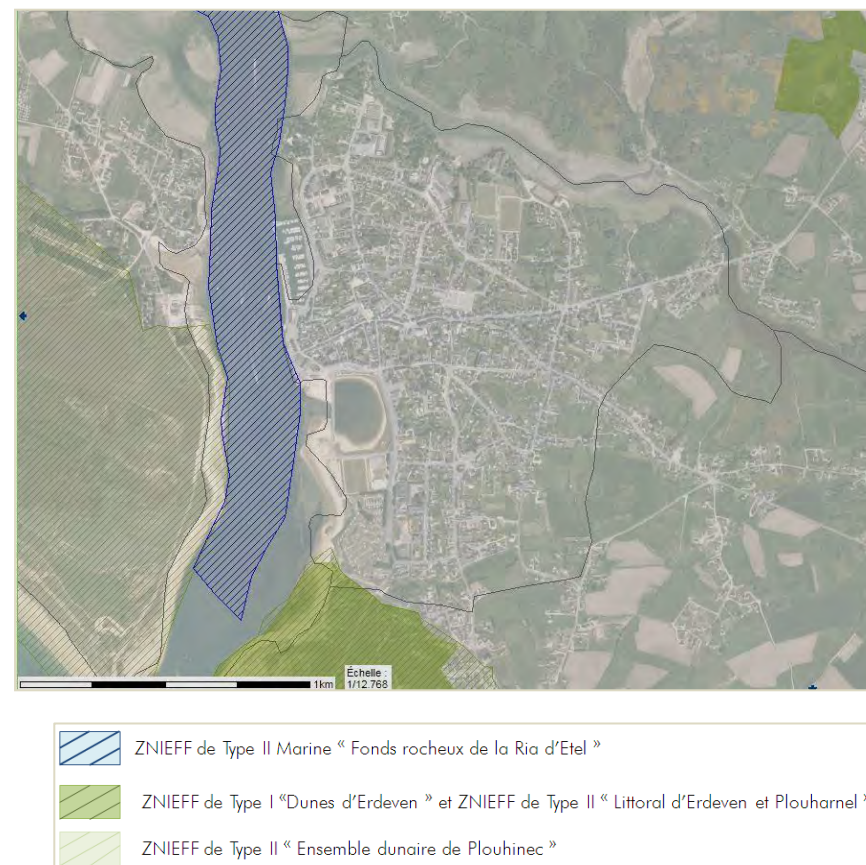 1km
Échelle :
1/12 768
ZNIEFF de Type II Marine « Fonds rocheux de la Ria d’Etel »
ZNIEFF de Type I “Dunes d’Erdeven » et ZNIEFF de Type II “ Littoral d’Erdeven et Plouharnel »
ZNIEFF de Type II “ Ensemble dunaire de Plouhinec »